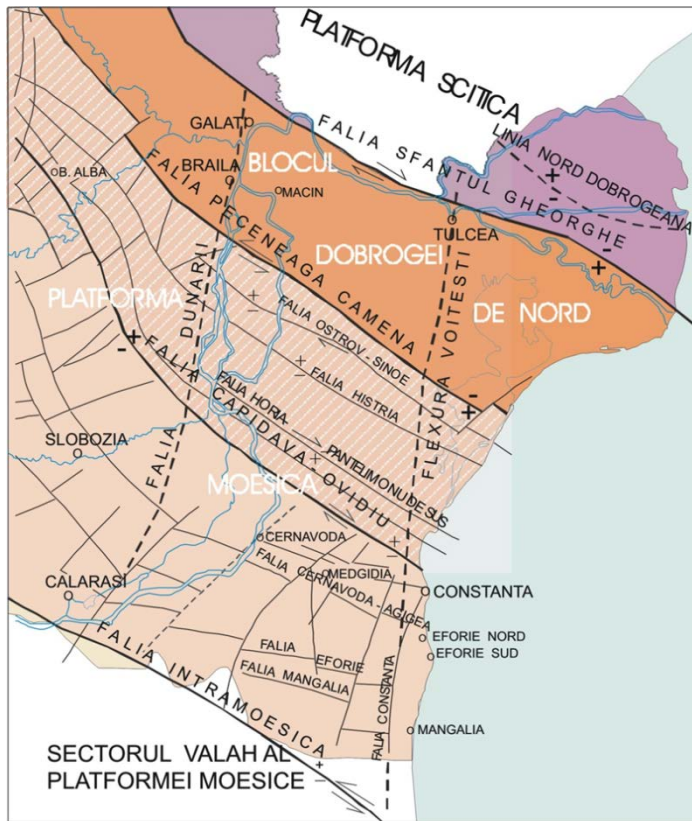 PLATFORMA SCITICA
LINIA NORD DOBROGEANA
GALATI
FALIA SFANTUL GHEORGHE
BLOCUL
B. ALBA
BRAILA
MACIN
FALIA PECENEAGA CAMENA
TULCEA
DOBROGEI
DE NORD
PLATFORMA
FALIA DUNARII
FALIA OSTROV - SINOE
FLEXURA VOITESTI
FALIA HISTRIA
FALIA HORIA - PANTELIMONU DE SUS
FALIA CAPIDAVA - OVIDIU
SLOBOZIA
MOESICA
CERNAVODA
MEDGIDIA
FALIA CERNAVODA - AGIGEA
CALARASI
CONSTANTA
EFORIE NORD
EFORIE SUD
FALIA EFORIE
FALIA MANGALIA
FALIA CONSTANTA
FALIA INTRAMOESICA
MANGALIA
SECTORUL VALAH AL
PLATFORMEI MOESICE